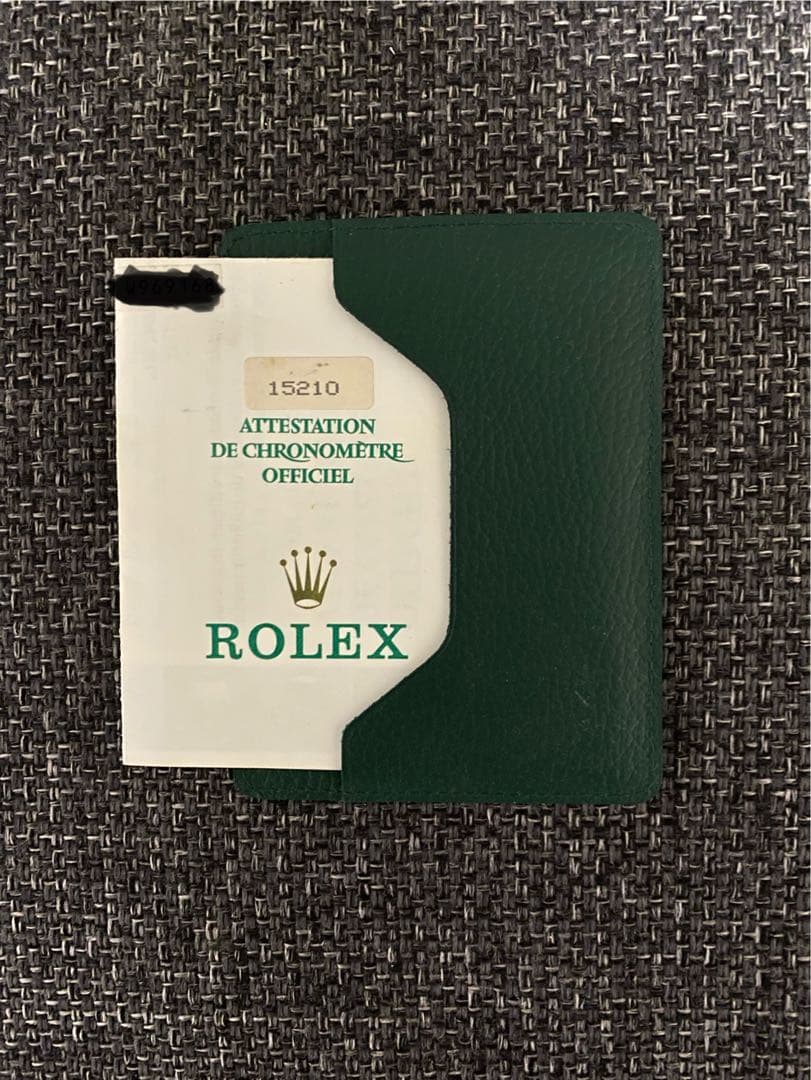 15210
ATTESTATION
DE CHRONOMÈTRE
OFFICIEL
ROLEX